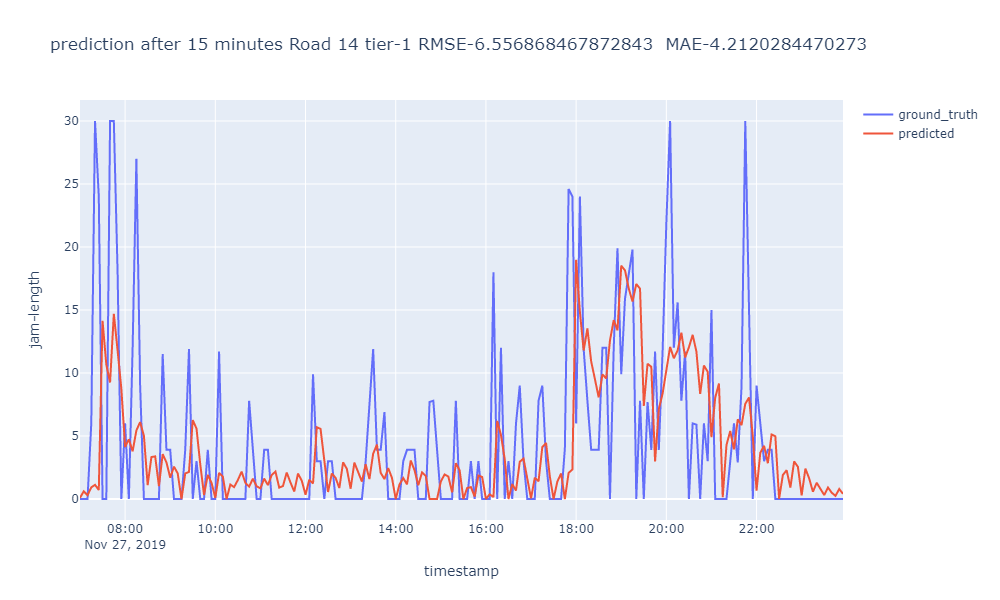 prediction after 15 minutes Road 14 tier-1 RMSE-6.556868467872843  MAE-4.2120284470273
ground_truth
predicted
30
25
20
15
10
5
0
jam-length
08:00 10:00 12:00 14:00 16:00 18:00 20:00 22:00
Nov 27, 2019
timestamp